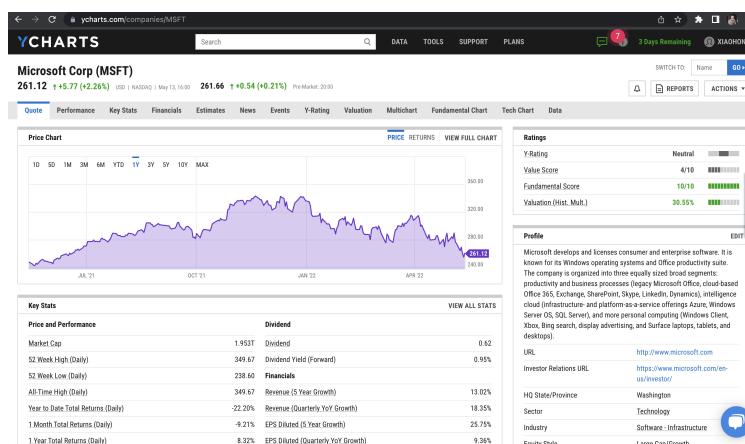 ycharts.com/companies/MSFT
YCHARTS
Search
DATA TOOLS SUPPORT PLANS
7
3 Days Remaining
XIAOHON
Microsoft Corp (MSFT)
SWITCH TO: Name GO
261.12 +5.77 (+2.26%) USD | NASDAQ | May 13, 16:00 261.66 +0.54 (+0.21%) Pre-Market: 20:00
REPORTS ACTIONS
Quote Performance Key Stats Financials Estimates News Events Y-Rating Valuation Multichart Fundamental Chart Tech Chart Data
Price Chart
PRICE RETURNS VIEW FULL CHART
1D 5D 1M 3M 6M YTD 1Y 3Y 5Y 10Y MAX
360.00
320.00
280.00
261.12
240.00
JUL '21 OCT '21 JAN '22 APR '22
Ratings
Y-Rating Neutral
Value Score 4/10
Fundamental Score 10/10
Valuation (Hist. Mult.) 30.55%
Profile EDIT
Microsoft develops and licenses consumer and enterprise software. It is
known for its Windows operating systems and Office productivity suite.
The company is organized into three equally sized broad segments:
productivity and business processes (legacy Microsoft Office, cloud-based
Office 365, Exchange, SharePoint, Skype, LinkedIn, Dynamics), intelligence
cloud (infrastructure- and platform-as-a-service offerings Azure, Windows
Server OS, SQL Server), and more personal computing (Windows Client,
Xbox, Bing search, display advertising, and Surface laptops, tablets, and
desktops).
URL http://www.microsoft.com
Investor Relations URL https://www.microsoft.com/en-
us/investor/
HQ State/Province Washington
Sector Technology
Industry Software - Infrastructure
Equity Style Large Cap/Growth
Key Stats VIEW ALL STATS
Price and Performance Dividend
Market Cap 1.953T Dividend 0.62
52 Week High (Daily) 349.67 Dividend Yield (Forward) 0.95%
52 Week Low (Daily) 238.60 Financials
All-Time High (Daily) 349.67 Revenue (5 Year Growth) 13.02%
Year to Date Total Returns (Daily) -22.20% Revenue (Quarterly YoY Growth) 18.35%
1 Month Total Returns (Daily) -9.21% EPS Diluted (5 Year Growth) 25.75%
1 Year Total Returns (Daily) 8.32% EPS Diluted (Quarterly YoY Growth) 9.36%